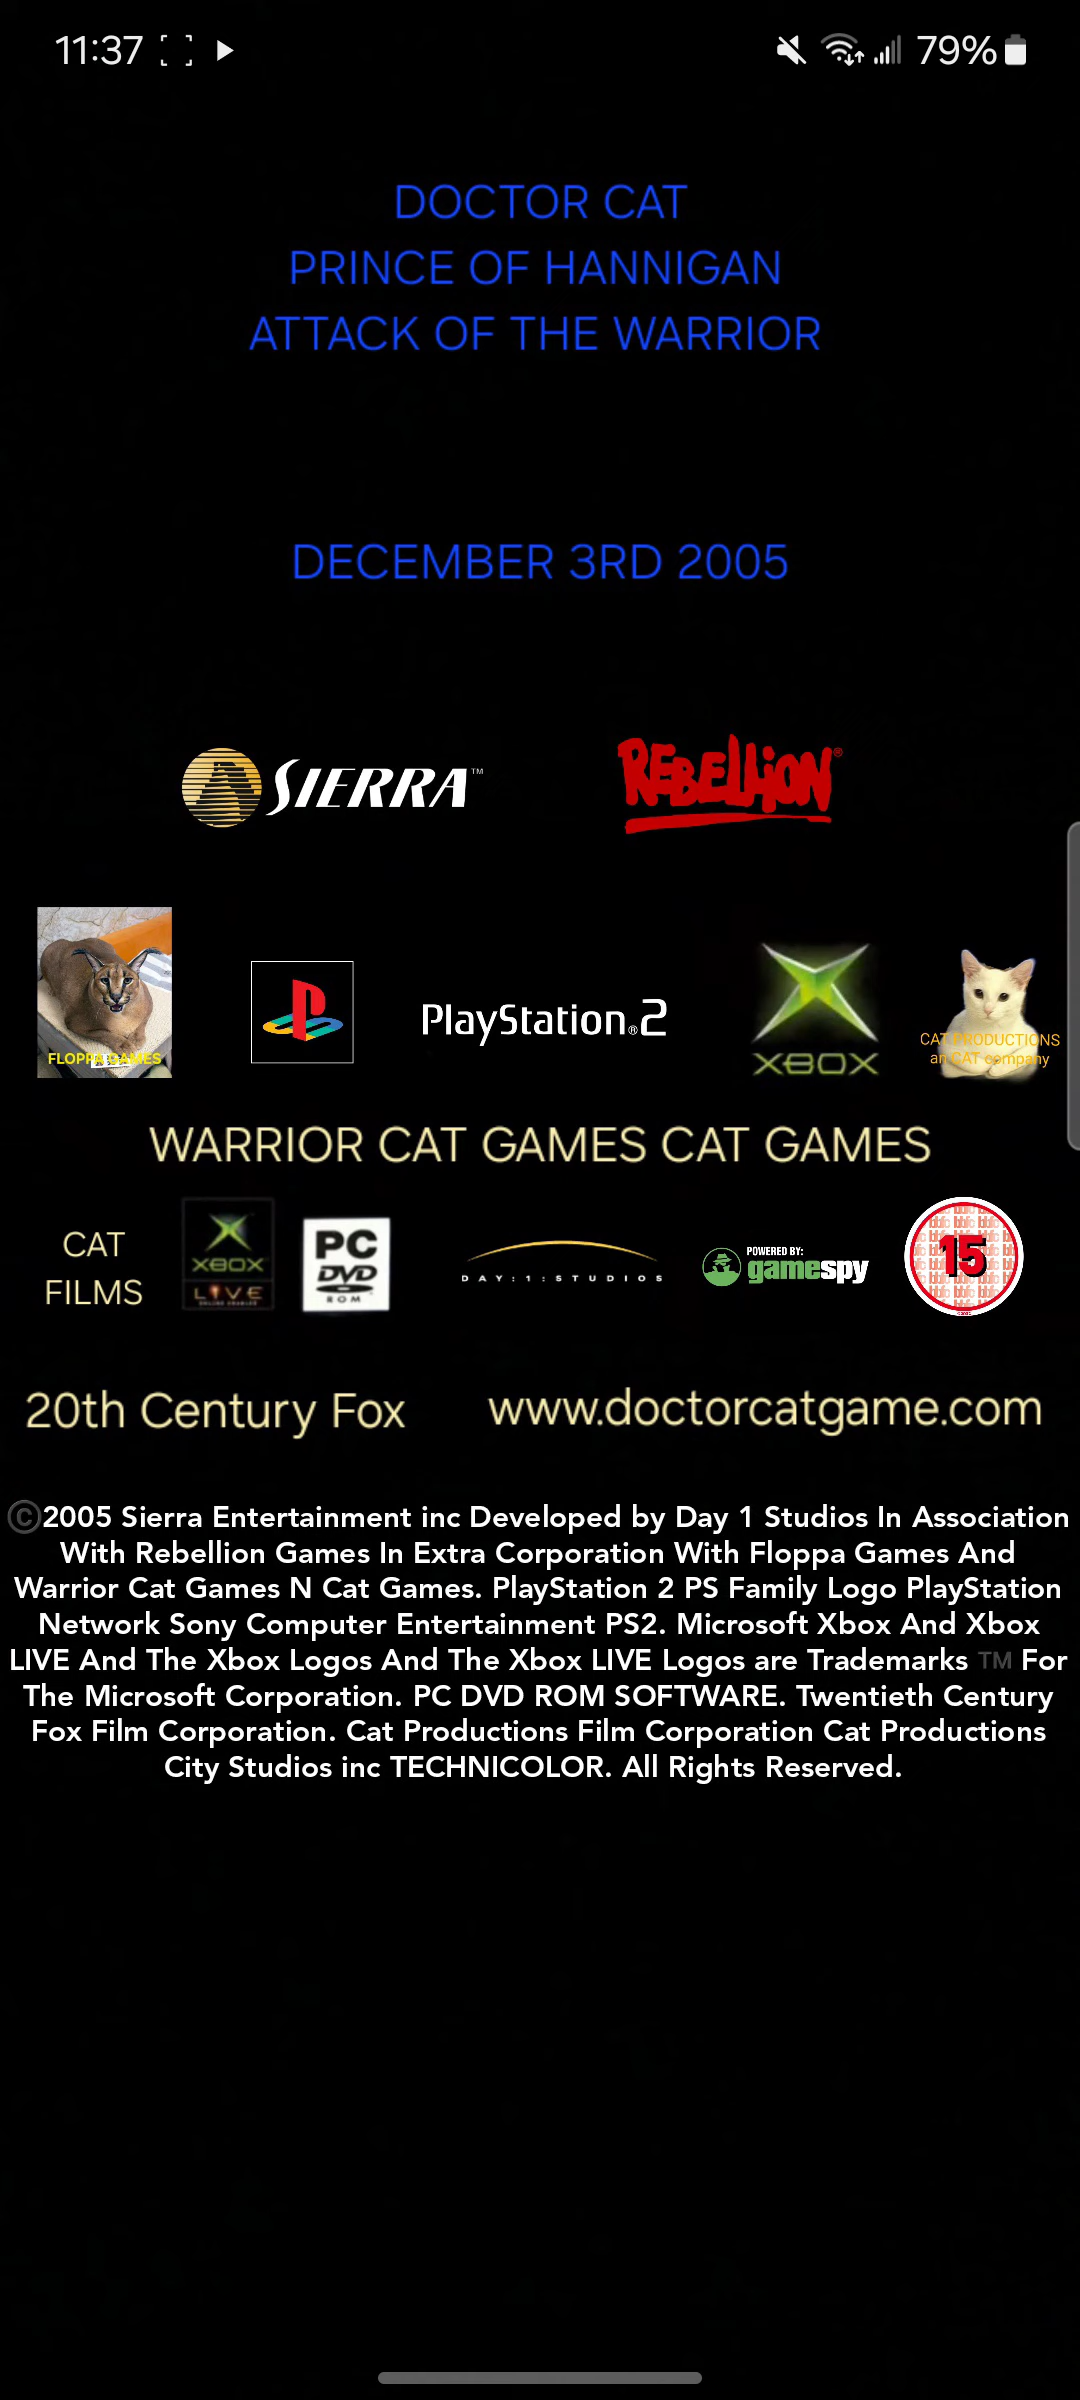 11:37
79%
DOCTOR CAT
PRINCE OF HANNIGAN
ATTACK OF THE WARRIOR
DECEMBER 3RD 2005
SIERRA™
REBELLION®
FLOPPA GAMES
PlayStation®2
XBOX
CAT PRODUCTIONS
an CAT company
WARRIOR CAT GAMES CAT GAMES
CAT
FILMS
XBOX
LIVE
ONLINE ENABLED
PC
DVD
ROM
DAY:1:STUDIOS
POWERED BY:
gamespy
15
20th Century Fox
www.doctorcatgame.com
©2005 Sierra Entertainment inc Developed by Day 1 Studios In Association
With Rebellion Games In Extra Corporation With Floppa Games And
Warrior Cat Games N Cat Games. PlayStation 2 PS Family Logo PlayStation
Network Sony Computer Entertainment PS2. Microsoft Xbox And Xbox
LIVE And The Xbox Logos And The Xbox LIVE Logos are Trademarks ™ For
The Microsoft Corporation. PC DVD ROM SOFTWARE. Twentieth Century
Fox Film Corporation. Cat Productions Film Corporation Cat Productions
City Studios inc TECHNICOLOR. All Rights Reserved.